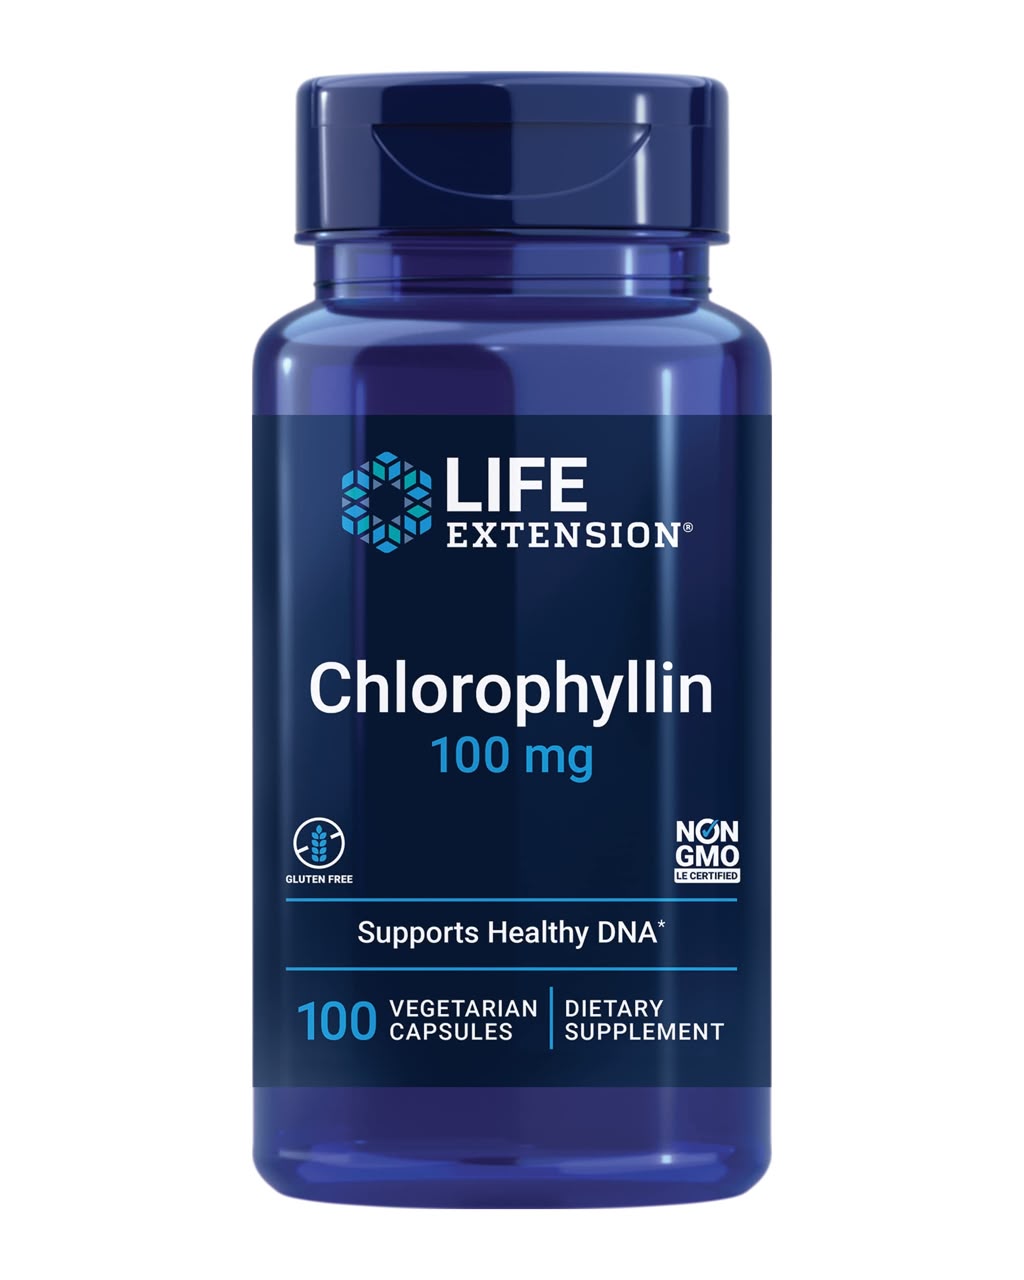 LIFE
EXTENSION®
Chlorophyllin
100 mg
GLUTEN FREE
NON
GMO
LE CERTIFIED
Supports Healthy DNA*
100 VEGETARIAN CAPSULES
DIETARY SUPPLEMENT